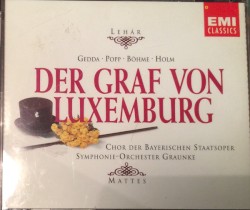 EMI
CLASSICS
LEHÁR
GEDDA · POPP · BÖHME · HOLM
DER GRAF VON
LUXEMBURG
CHOR DER BAYERISCHEN STAATSOPER
SYMPHONIE-ORCHESTER GRAUNKE
MATTES